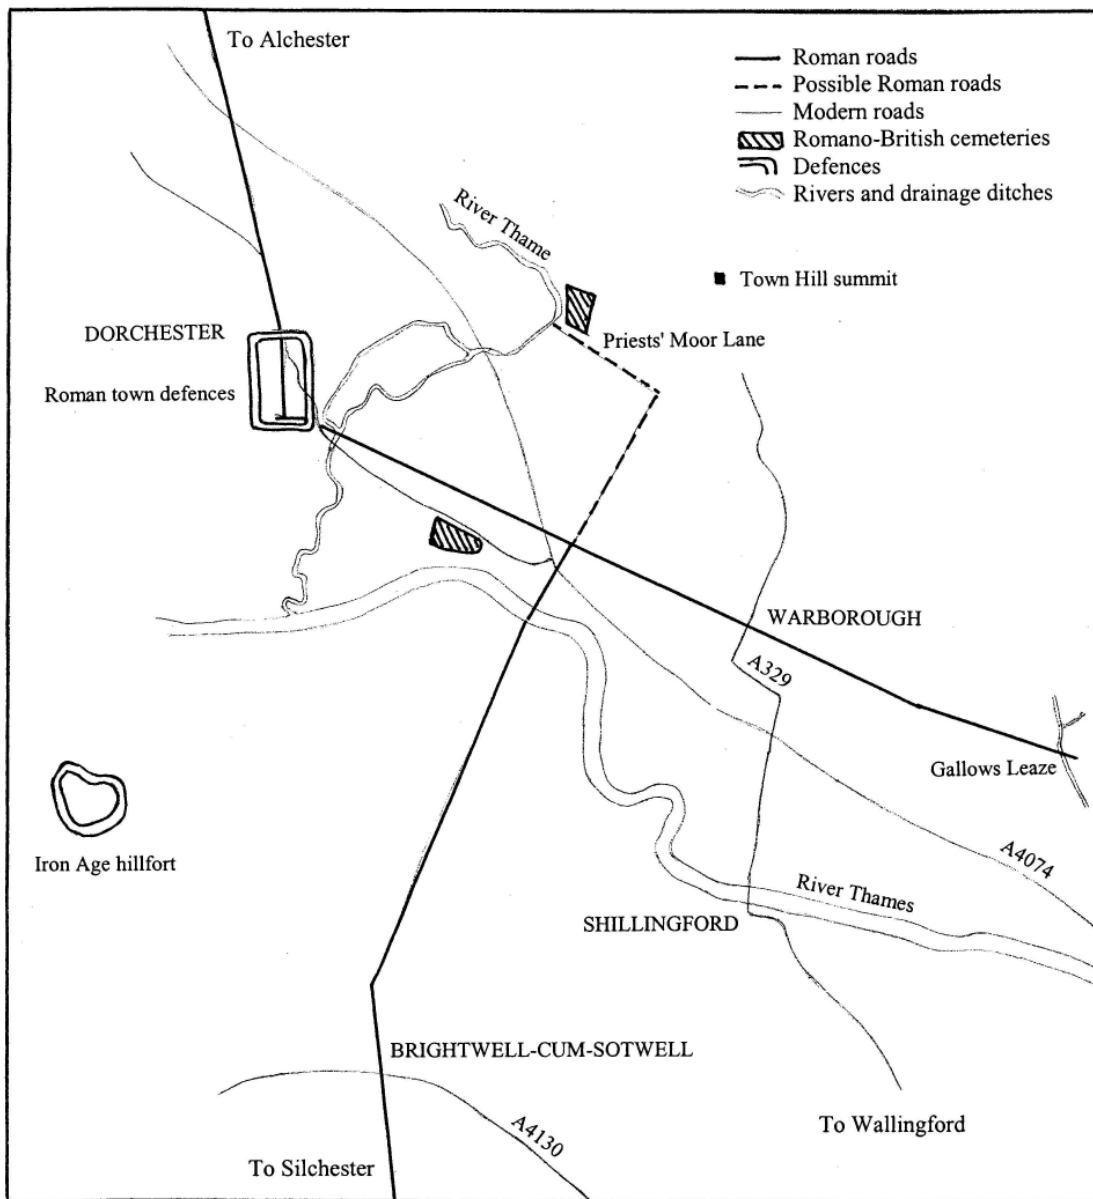 To Alchester
Roman roads
Possible Roman roads
Modern roads
Romano-British cemeteries
Defences
Rivers and drainage ditches
River Thame
Town Hill summit
DORCHESTER
Priests' Moor Lane
Roman town defences
WARBOROUGH
A329
Gallows Leaze
Iron Age hillfort
A4074
River Thames
SHILLINGFORD
BRIGHTWELL-CUM-SOTWELL
A4130
To Wallingford
To Silchester